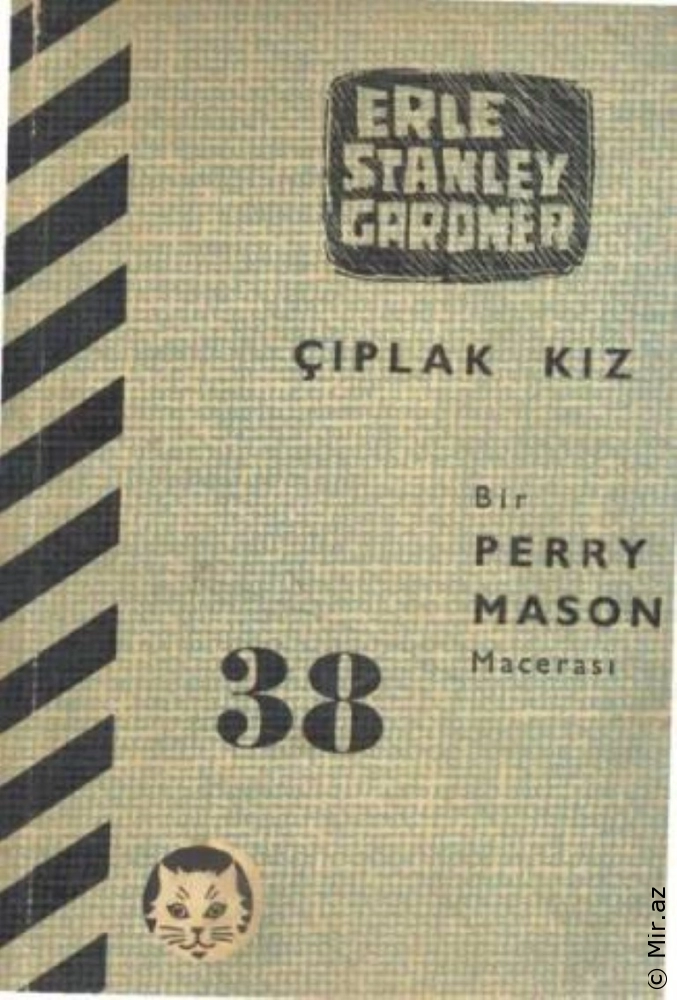 ERLE
STANLEY
GARDNER
ÇIPLAK KIZ
Bir
PERRY
MASON
Macerası
38
© Mir.az